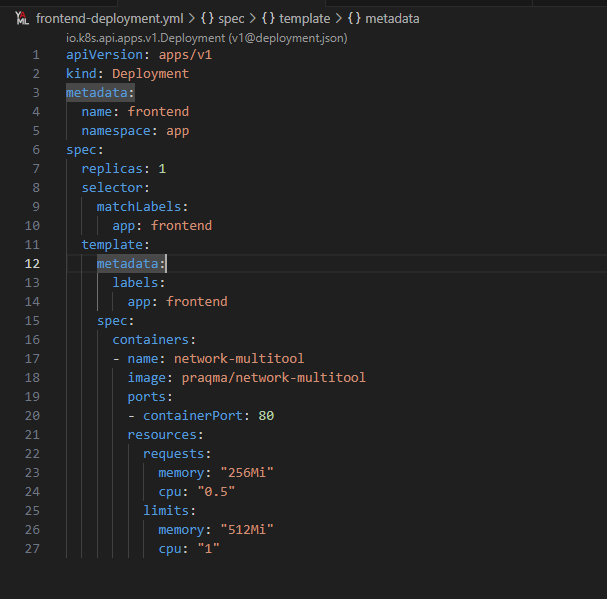 YAML frontend-deployment.yml > {} spec > {} template > {} metadata
io.k8s.api.apps.v1.Deployment (v1@deployment.json)
1 apiVersion: apps/v1
2 kind: Deployment
3 metadata:
4   name: frontend
5   namespace: app
6 spec:
7   replicas: 1
8   selector:
9     matchLabels:
10       app: frontend
11   template:
12     metadata:
13       labels:
14         app: frontend
15     spec:
16       containers:
17       - name: network-multitool
18         image: praqma/network-multitool
19         ports:
20         - containerPort: 80
21         resources:
22           requests:
23             memory: "256Mi"
24             cpu: "0.5"
25           limits:
26             memory: "512Mi"
27             cpu: "1"